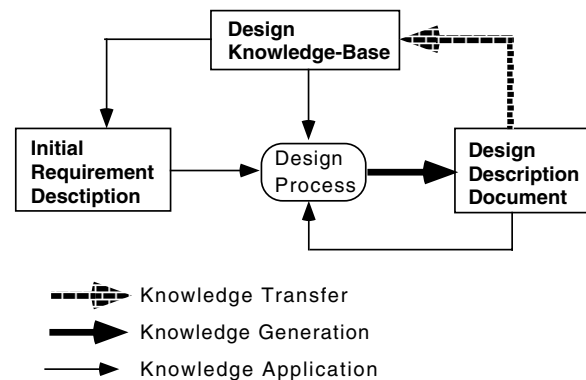 Design
Knowledge-Base
Initial
Requirement
Desctiption
Design
Process
Design
Description
Document
Knowledge Transfer
Knowledge Generation
Knowledge Application